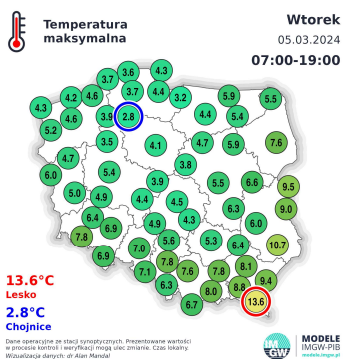 Temperatura
maksymalna
Wtorek
05.03.2024
07:00-19:00
3.7 3.6 4.3
4.3 4.2 4.6 3.7 4.4 3.2 5.9 5.5
5.2 4.6 3.9 2.8 4.4 5.4
4.7 3.5 4.1 4.7 5.9 7.6
6.0 5.4 3.8
5.0 4.9 3.9 5.5 6.6 9.5
4.4 4.5 6.3 9.0
6.4 6.9 4.9 4.3 6.0
7.8 5.6 5.3 6.4 10.7
6.9 7.0 7.8
7.1 7.6 7.8 8.1
6.3 8.0 8.8 9.4
6.7 13.6
13.6°C
Lesko
2.8°C
Chojnice
Dane operacyjne ze stacji synoptycznych. Prezentowane wartości
w procesie kontroli i weryfikacji mogą ulec zmianie. Czas lokalny.
Wizualizacja danych: dr Alan Mandal
IM
GW
MODELE
IMGW-PIB
modele.imgw.pl